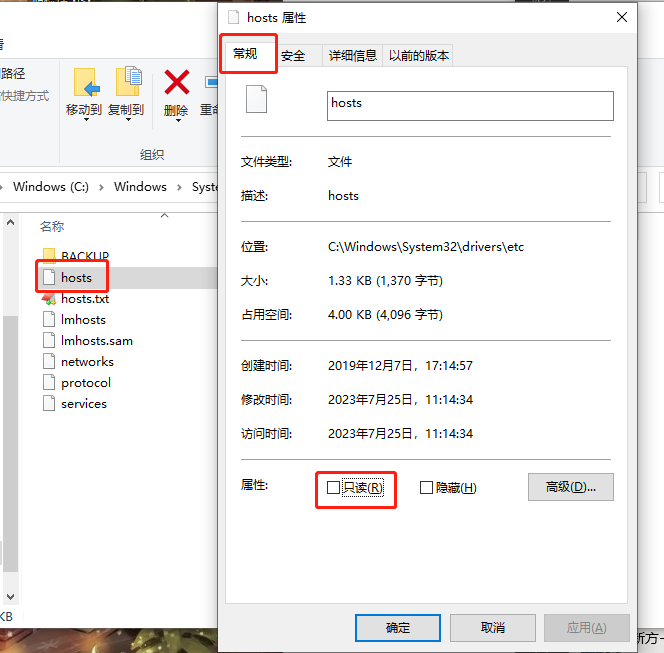 hosts 属性
常规
安全
详细信息
以前的版本
路径
快捷方式
移动到
复制到
删除
组织
Windows (C:)
Windows
名称
BACKUP
hosts
hosts.txt
lmhosts
lmhosts.sam
networks
protocol
services
KB
hosts
文件类型:
文件
描述:
hosts
位置:
C:\Windows\System32\drivers\etc
大小:
1.33 KB (1,370 字节)
占用空间:
4.00 KB (4,096 字节)
创建时间:
2019年12月7日，17:14:57
修改时间:
2023年7月25日，11:14:34
访问时间:
2023年7月25日，11:14:34
属性:
只读(R)
隐藏(H)
高级(D)...
确定
取消
应用(A)